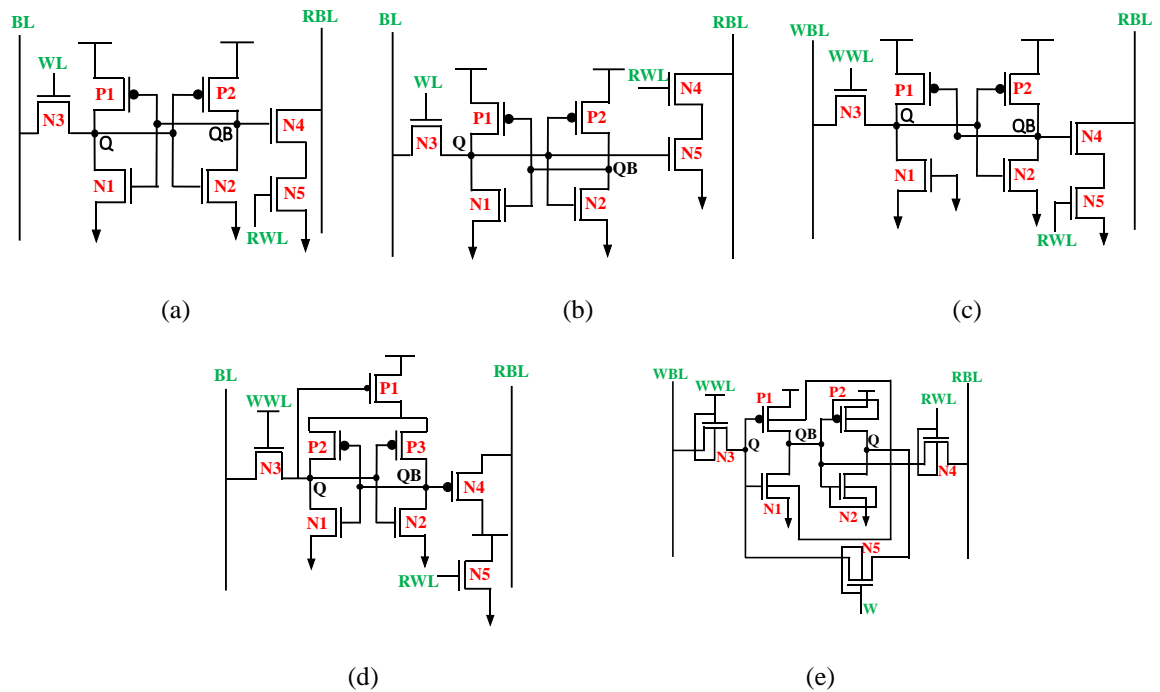 BL
RBL
WL
P1
P2
N3
N4
Q
QB
N1
N2
N5
RWL
(a)
BL
RBL
WL
RWL
N4
P1
P2
N3
Q
N5
QB
N1
N2
(b)
WBL
RBL
WWL
P1
P2
N3
N4
Q
QB
N1
N2
N5
RWL
(c)
BL
RBL
P1
WWL
P2
P3
N3
Q
QB
N4
N1
N2
RWL
N5
(d)
WBL
RBL
WWL
P1
P2
RWL
QB
Q
N3
Q
N4
N1
N2
N5
W
(e)